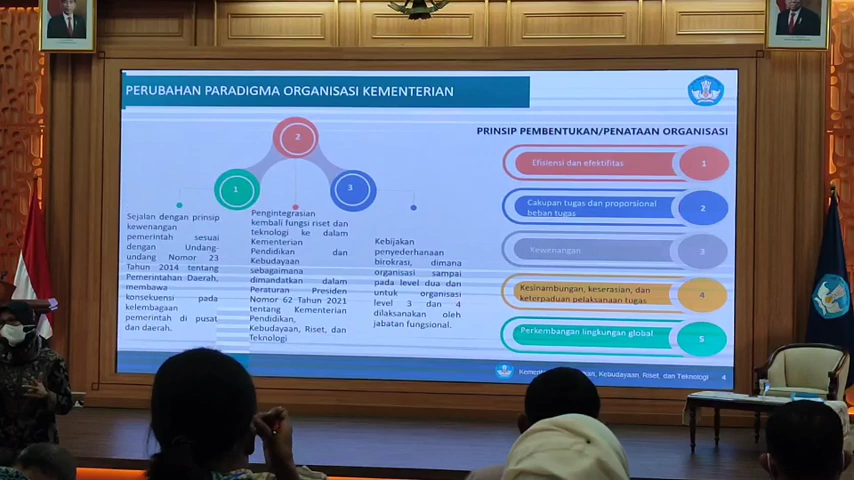 PERUBAHAN PARADIGMA ORGANISASI KEMENTERIAN
2
1
3
Sejalan dengan prinsip
kewenangan
pemerintah sesuai
dengan Undang-
undang Nomor 23
Tahun 2014 tentang
Pemerintahan Daerah,
membawa
konsekuensi pada
kelembagaan
pemerintah di pusat
dan daerah.
Pengintegrasian
kembali fungsi riset dan
teknologi ke dalam
Kementerian
Pendidikan dan
Kebudayaan
sebagaimana
dimandatkan dalam
Peraturan Presiden
Nomor 62 Tahun 2021
tentang Kementerian
Pendidikan,
Kebudayaan, Riset, dan
Teknologi
Kebijakan
penyederhanaan
birokrasi, dimana
organisasi sampai
pada level dua dan
untuk organisasi
level 3 dan 4
dilaksanakan oleh
jabatan fungsional.
PRINSIP PEMBENTUKAN/PENATAAN ORGANISASI
Efisiensi dan efektifitas 1
Cakupan tugas dan proporsional
beban tugas 2
Kewenangan 3
Kesinambungan, keserasian, dan
keterpaduan pelaksanaan tugas 4
Perkembangan lingkungan global 5
Kebudayaan, Riset, dan Teknologi 4